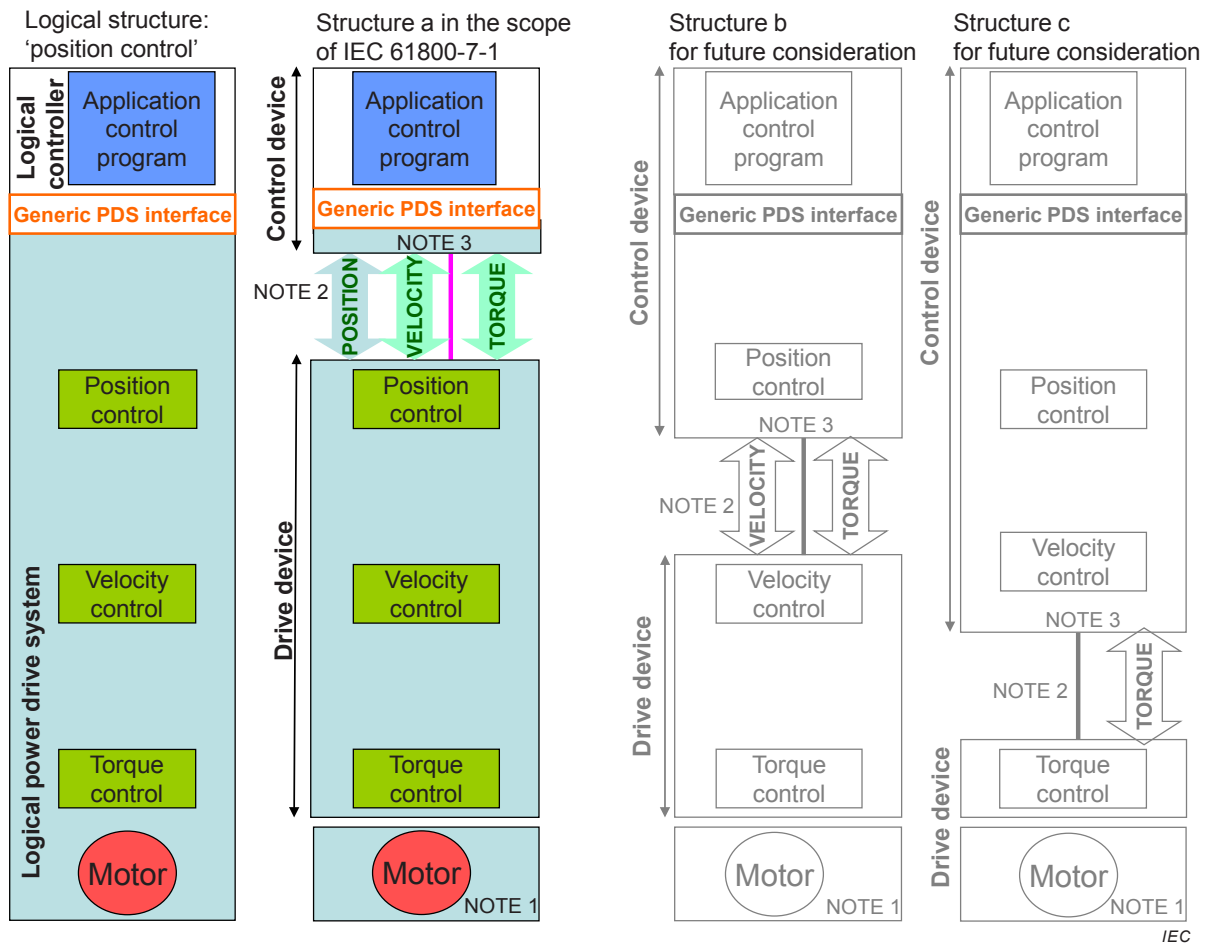 Logical structure:
‘position control’
Logical
controller
Application
control
program
Generic PDS interface
Position
control
Velocity
control
Torque
control
Motor
Logical power drive system
Structure a in the scope
of IEC 61800-7-1
Control device
Application
control
program
Generic PDS interface
NOTE 3
NOTE 2
POSITION
VELOCITY
TORQUE
Drive device
Position
control
Velocity
control
Torque
control
Motor
NOTE 1
Structure b
for future consideration
Control device
Application
control
program
Generic PDS interface
Position
control
NOTE 3
NOTE 2
VELOCITY
TORQUE
Drive device
Velocity
control
Torque
control
Motor
NOTE 1
Structure c
for future consideration
Control device
Application
control
program
Generic PDS interface
Position
control
Velocity
control
NOTE 3
NOTE 2
TORQUE
Drive device
Torque
control
Motor
NOTE 1
IEC